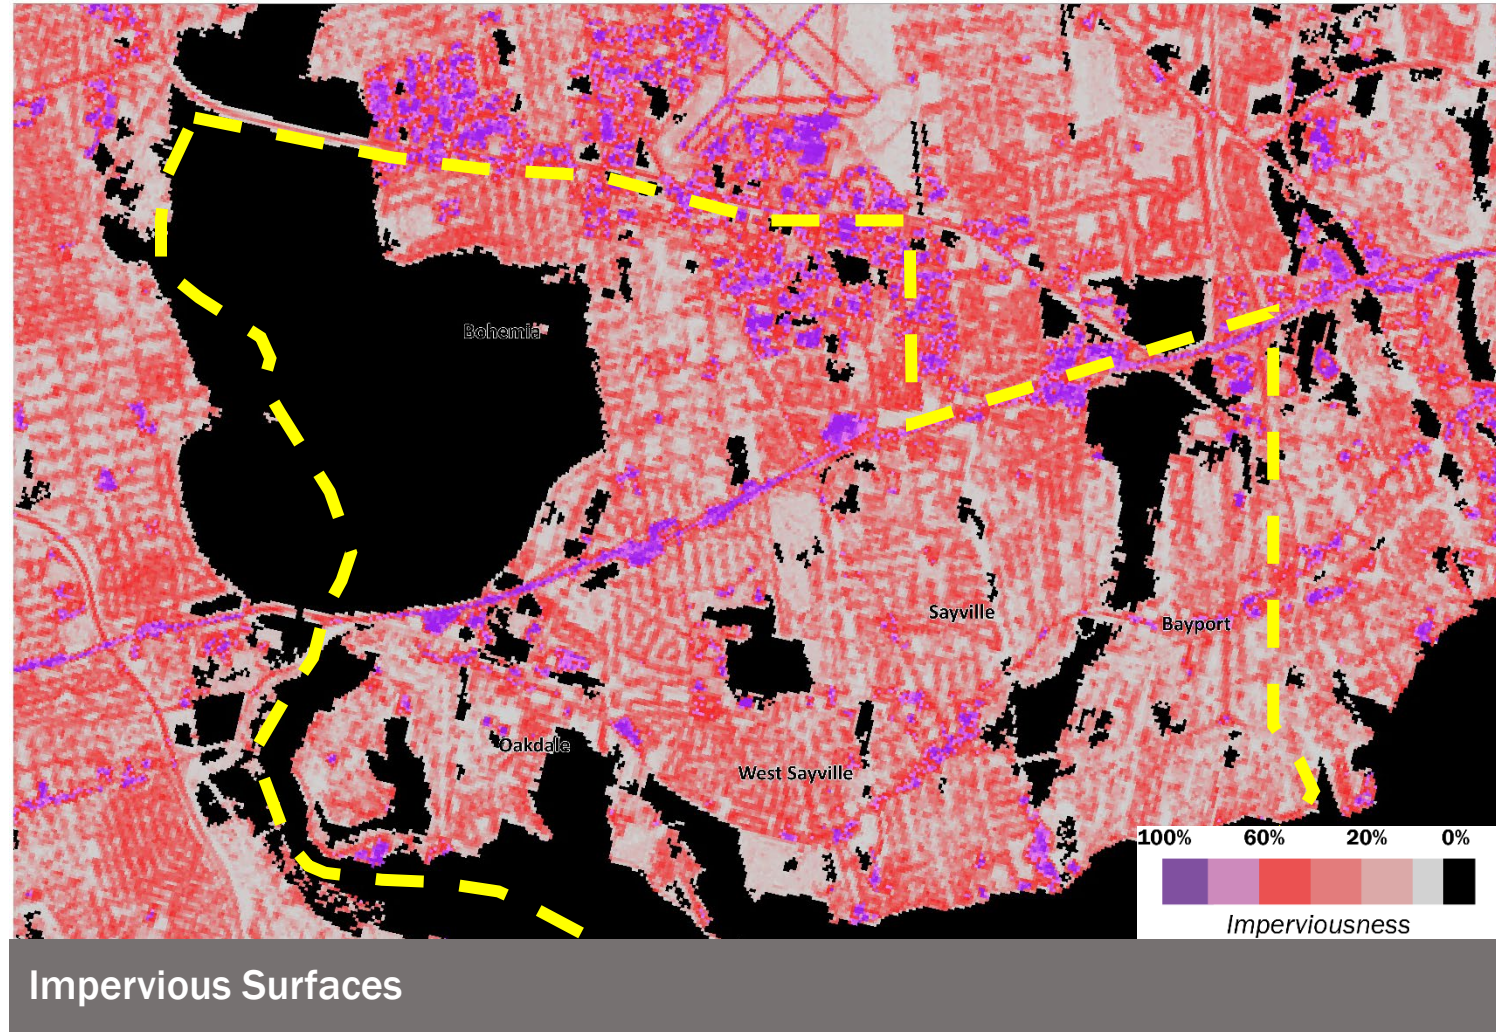 Bohemia
Sayville
Bayport
Oakdale
West Sayville
100% 60% 20% 0%
Imperviousness
Impervious Surfaces